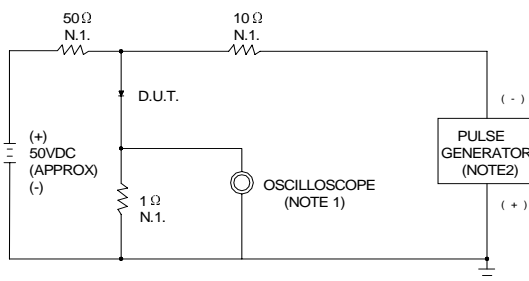 50Ω
N.1.
10Ω
N.1.
D.U.T.
(+)
50VDC
(APPROX)
(-)
1Ω
N.1.
OSCILLOSCOPE
(NOTE 1)
( - )
PULSE
GENERATOR
(NOTE2)
( + )